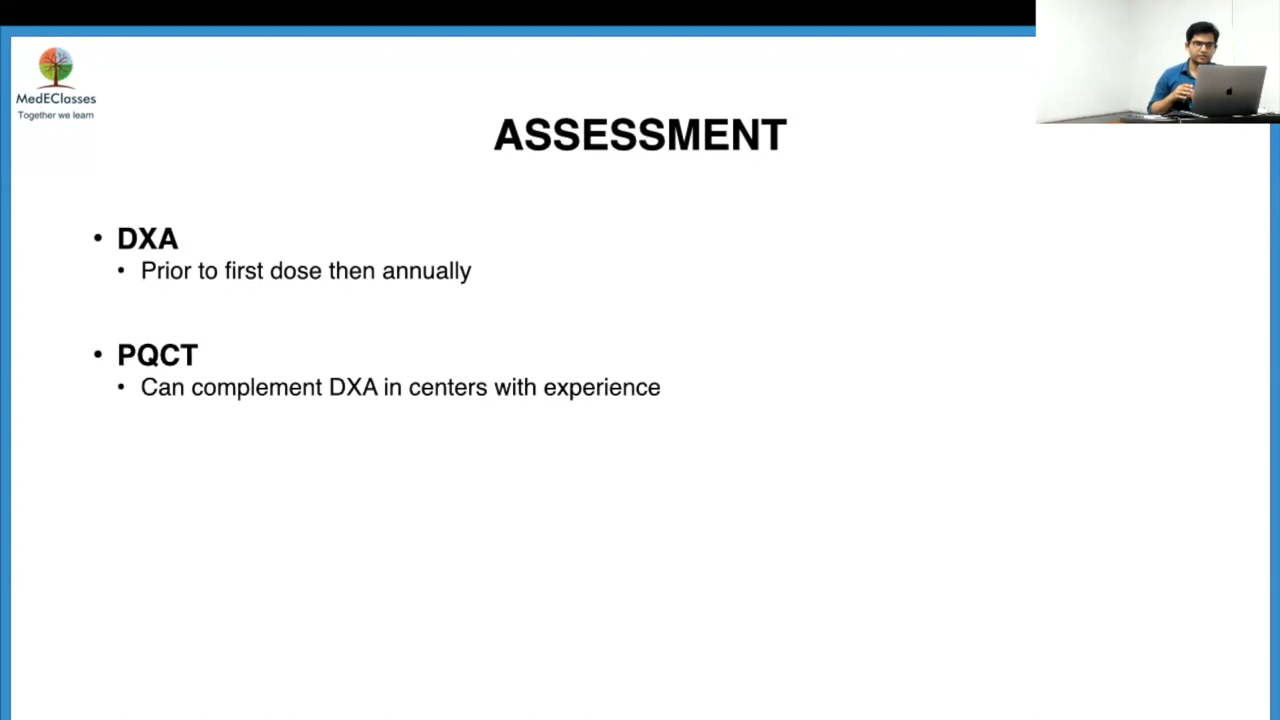 MedEClasses
Together we learn
ASSESSMENT
• DXA
• Prior to first dose then annually
• PQCT
• Can complement DXA in centers with experience